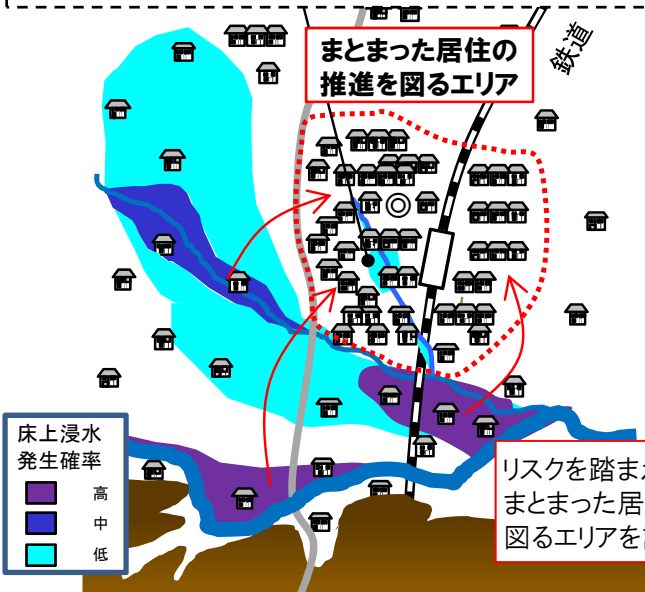 まとまった居住の
推進を図るエリア
鉄道
床上浸水
発生確率
高
中
低
リスクを踏まえ
まとまった居
図るエリアを